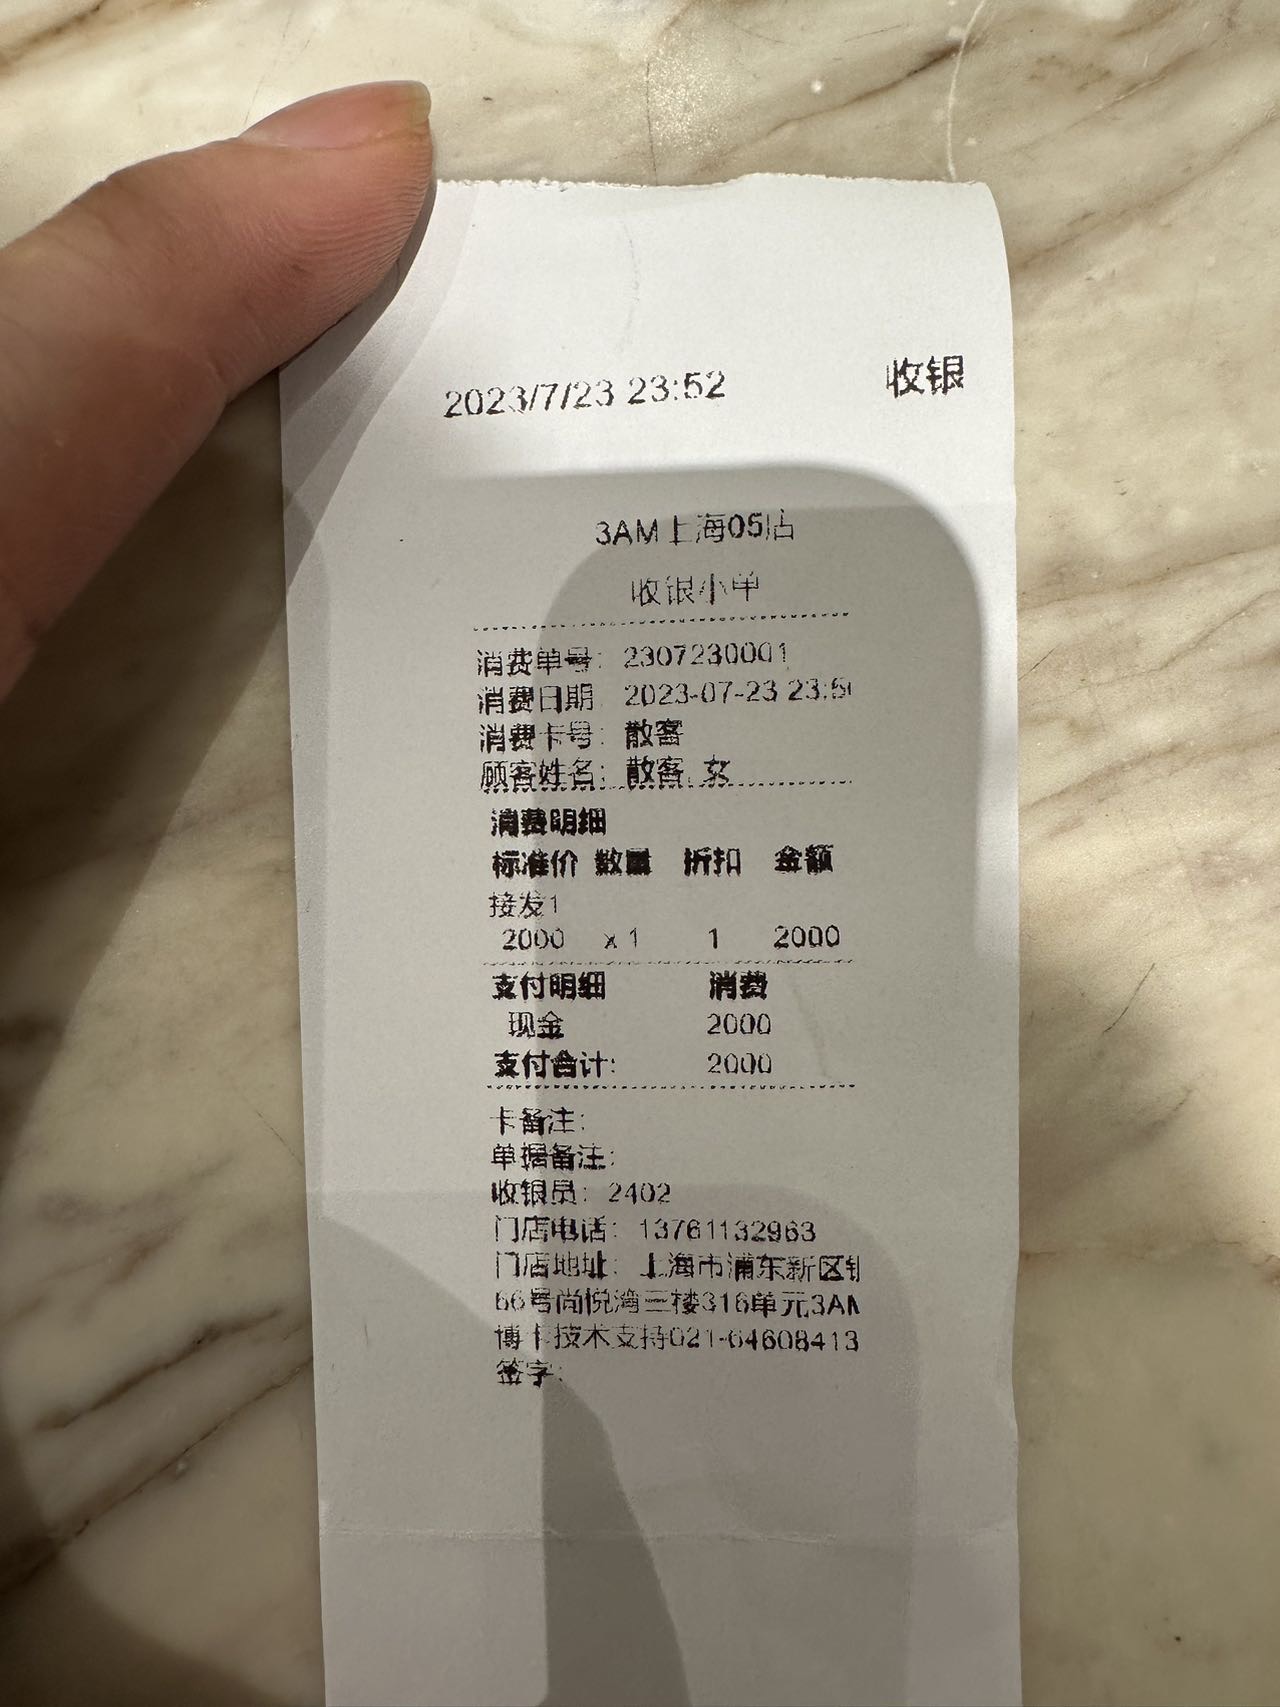 2023/7/23 23:52 收银
3AM上海05店
收银小单
消费单号: 2307230001
消费日期 2023-07-23 23:5
消费卡号: 散客
顾客姓名: 散客, 女
消费明细
标准价 数量 折扣 金额
接发1
2000 x 1 1 2000
支付明细 消费
现金 2000
支付合计: 2000
卡备注:
单据备注:
收银员: 2402
门店电话: 13761132963
门店地址: 上海市浦东新区
66号尚悦湾三楼316单元3AM
博卡技术支持021-64608413
签字: